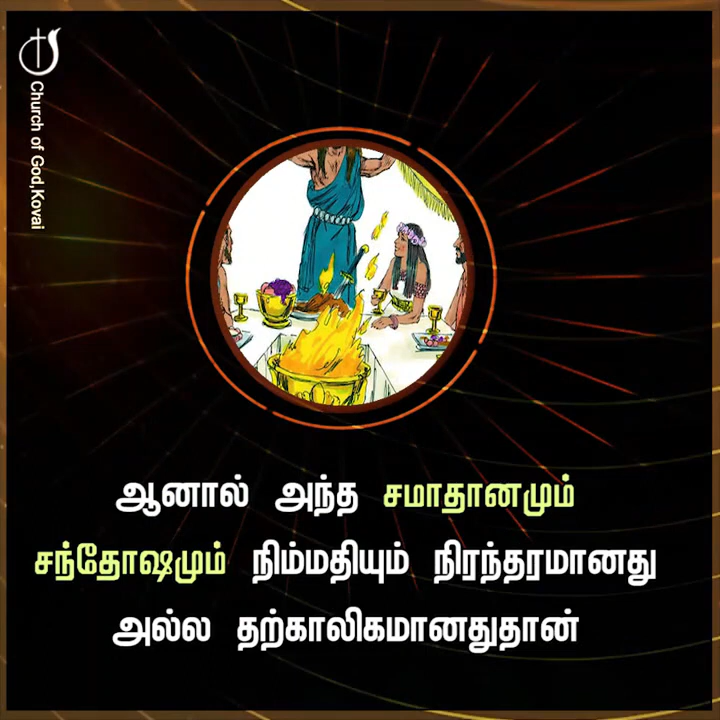 Church of God,Kovai
ஆனால் அந்த சமாதானமும்
சந்தோஷமும் நிம்மதியும் நிரந்தரமானது
அல்ல தற்காலிகமானதுதான்